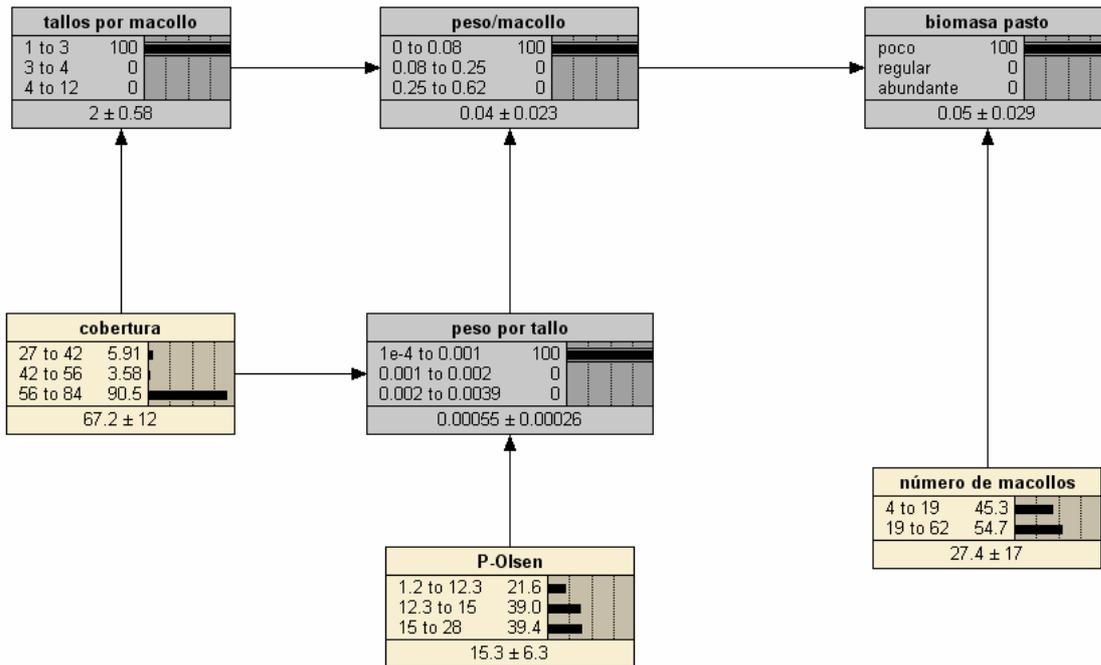 tallos por macollo
1 to 3 100
3 to 4 0
4 to 12 0
2 ± 0.58
peso/macollo
0 to 0.08 100
0.08 to 0.25 0
0.25 to 0.62 0
0.04 ± 0.023
biomasa pasto
poco 100
regular 0
abundante 0
0.05 ± 0.029
cobertura
27 to 42 5.91
42 to 56 3.58
56 to 84 90.5
67.2 ± 12
peso por tallo
1e-4 to 0.001 100
0.001 to 0.002 0
0.002 to 0.0039 0
0.00055 ± 0.00026
número de macollos
4 to 19 45.3
19 to 62 54.7
27.4 ± 17
P-Olsen
1.2 to 12.3 21.6
12.3 to 15 39.0
15 to 28 39.4
15.3 ± 6.3